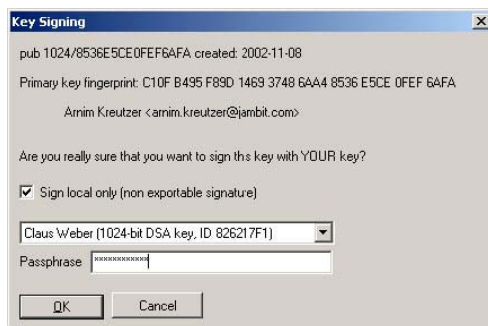 Key Signing
pub 1024/8536E5CE0FEF6AFA created: 2002-11-08
Primary key fingerprint: C10F B495 F89D 1469 3748 6AA4 8536 E5CE 0FEF 6AFA
Arnim Kreutzer <arnim.kreutzer@jambit.com>
Are you really sure that you want to sign ths key with YOUR key?
Sign local only (non exportable signature)
Claus Weber (1024-bit DSA key, ID 826217F1)
Passphrase ************
OK Cancel